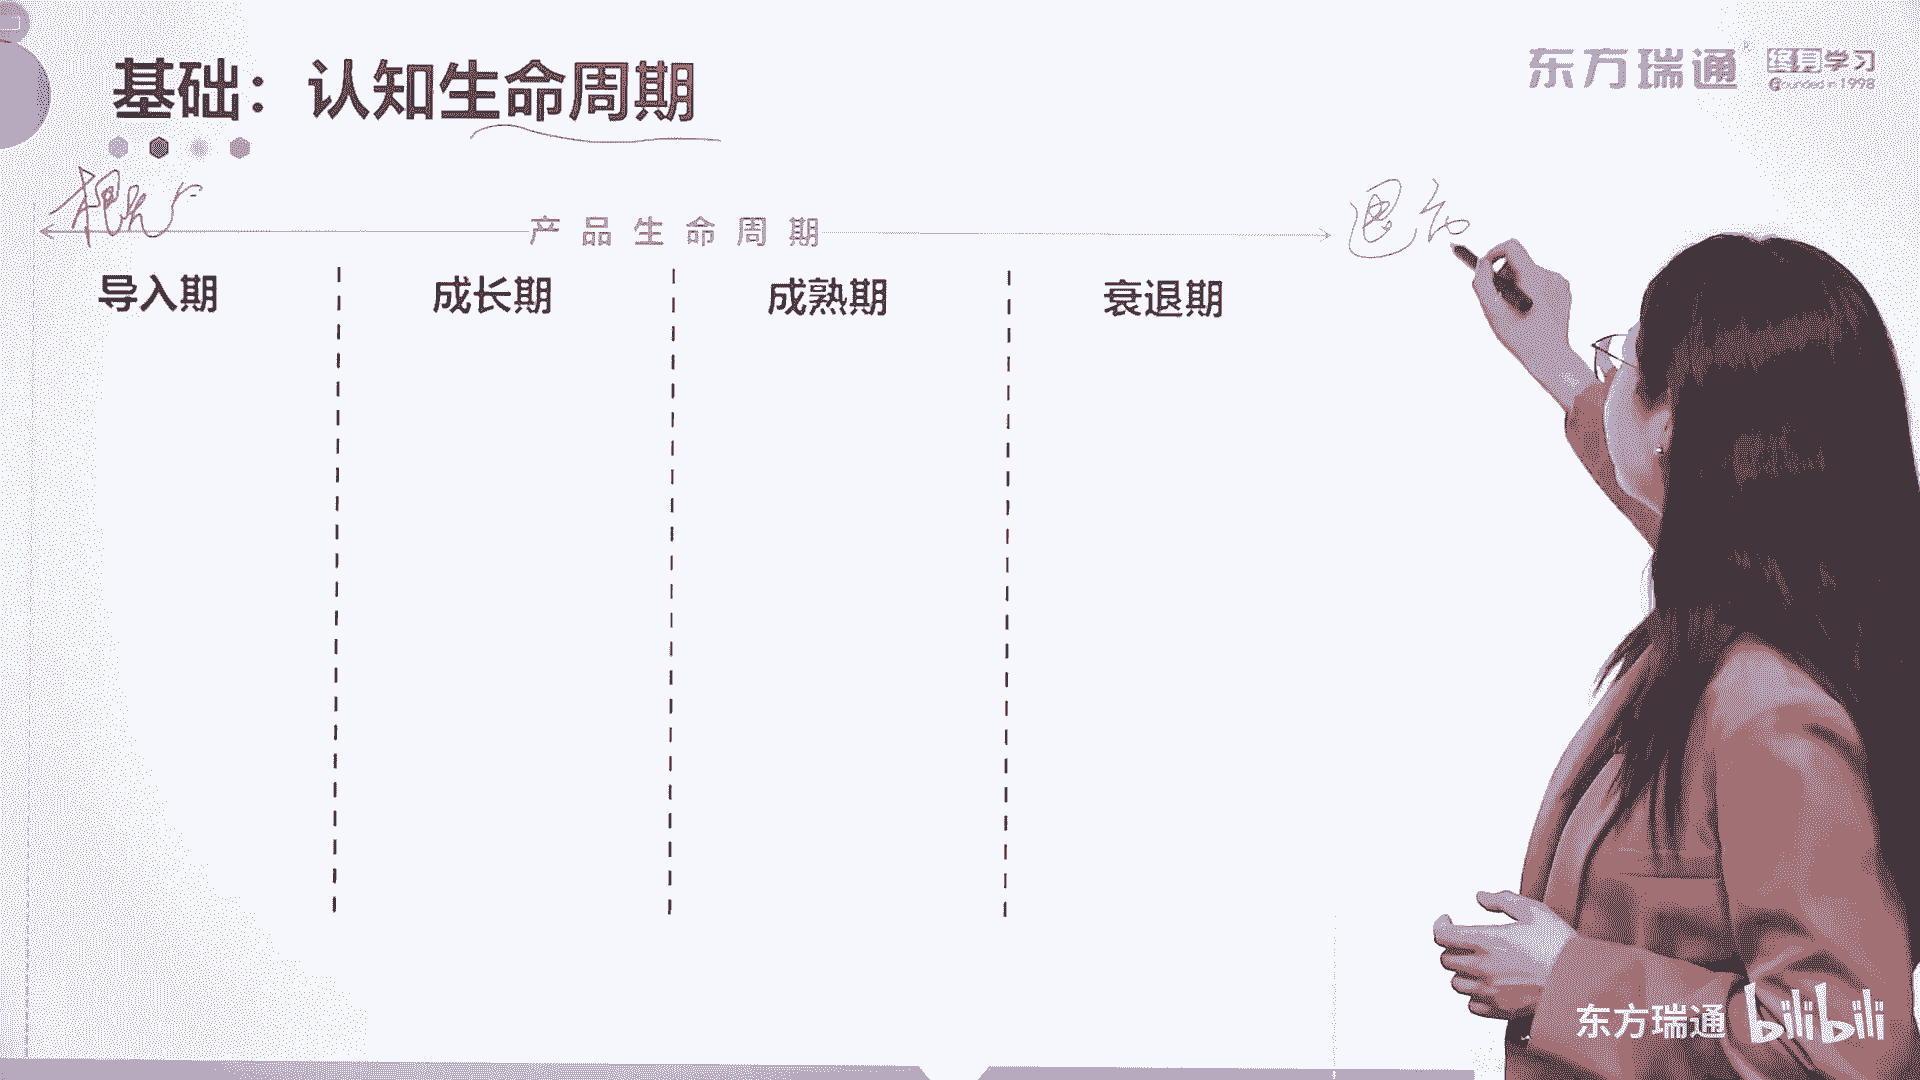 基础：认知生命周期
东方瑞通
终身学习
Founded in 1998
概念
退市
产品生命周期
导入期
成长期
成熟期
衰退期
东方瑞通 bilibili